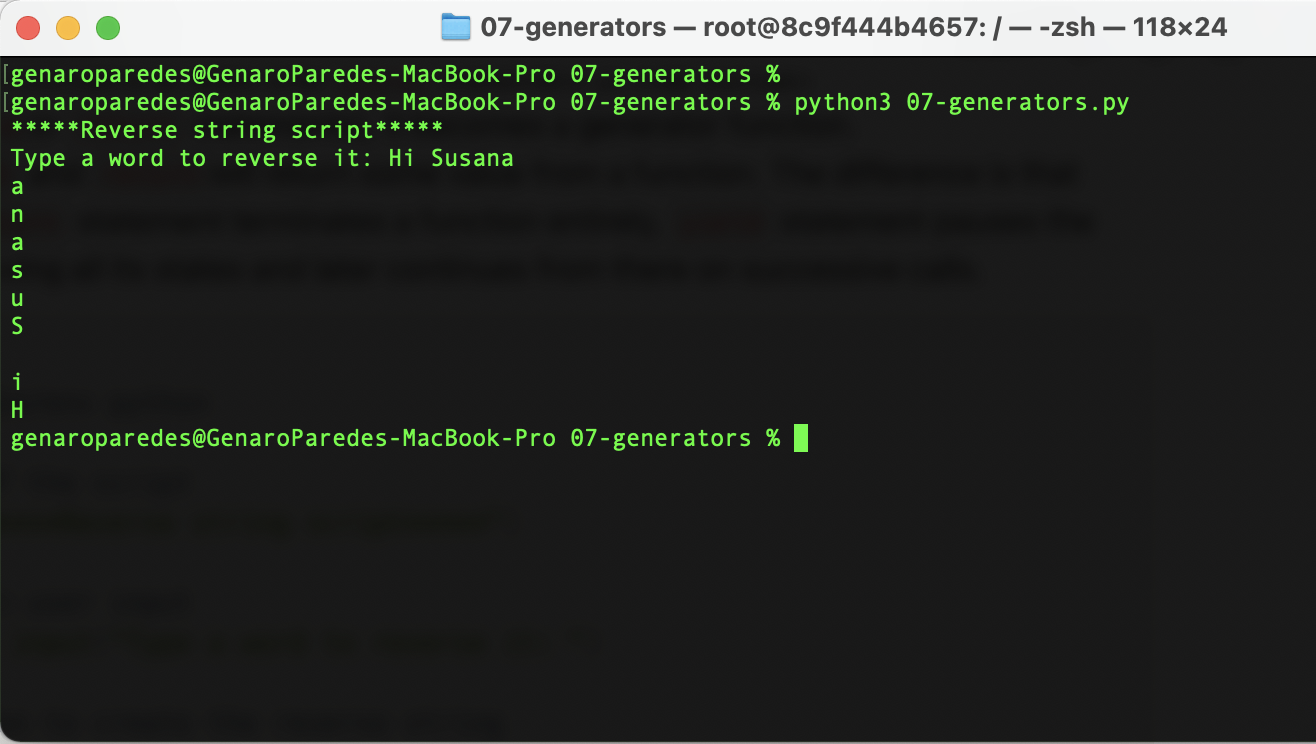 07-generators — root@8c9f444b4657: / — -zsh — 118×24
[genaroparedes@GenaroParedes-MacBook-Pro 07-generators %
[genaroparedes@GenaroParedes-MacBook-Pro 07-generators % python3 07-generators.py
*****Reverse string script*****
Type a word to reverse it: Hi Susana
a
n
a
s
u
S

i
H
genaroparedes@GenaroParedes-MacBook-Pro 07-generators %